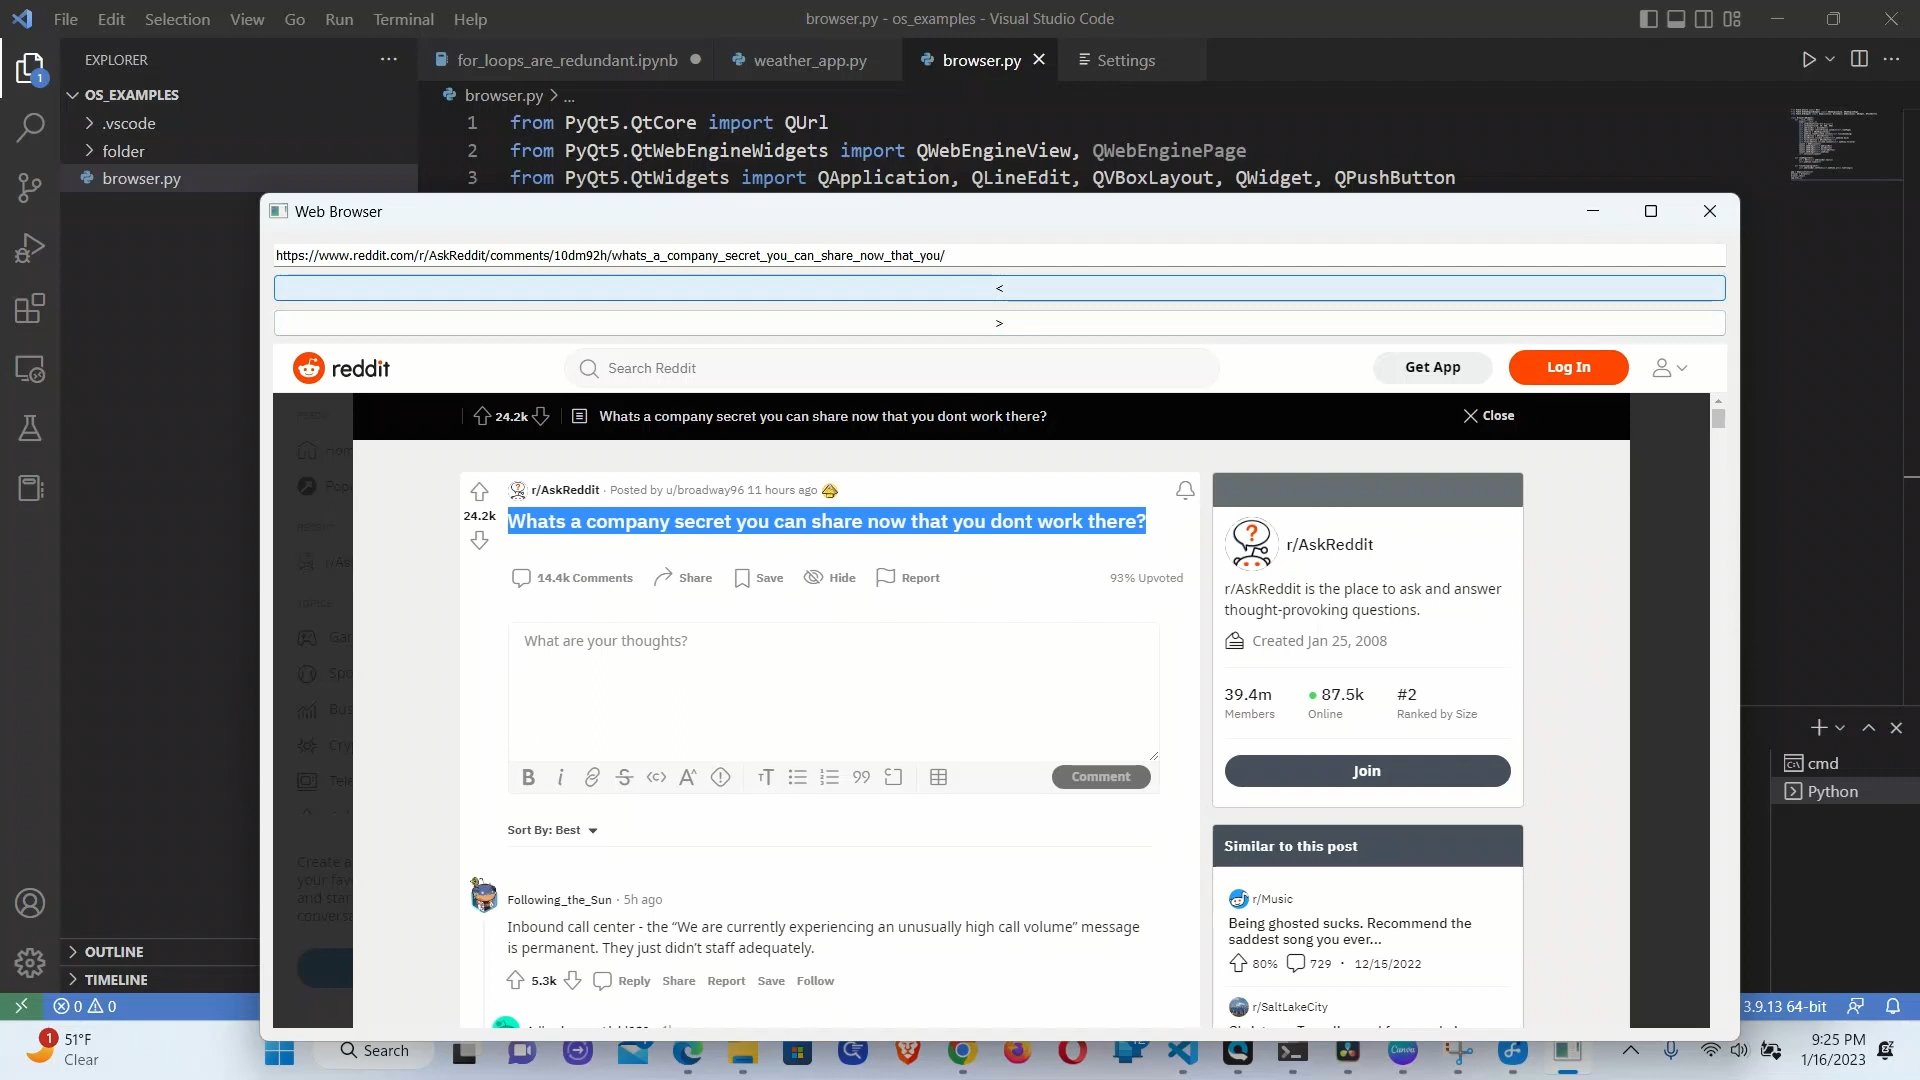 File Edit Selection View Go Run Terminal Help
browser.py - os_examples - Visual Studio Code
EXPLORER
for_loops_are_redundant.ipynb
weather_app.py
browser.py
Settings
OS_EXAMPLES
browser.py > ...
.vscode
1 from PyQt5.QtCore import QUrl
folder
2 from PyQt5.QtWebEngineWidgets import QWebEngineView, QWebEnginePage
browser.py
3 from PyQt5.QtWidgets import QApplication, QLineEdit, QVBoxLayout, QWidget, QPushButton
1
Web Browser
https://www.reddit.com/r/AskReddit/comments/10dm92h/whats_a_company_secret_you_can_share_now_that_you/
<
>
reddit
Search Reddit
Get App
Log In
24.2k
Whats a company secret you can share now that you dont work there?
Close
r/AskReddit · Posted by u/broadway96 11 hours ago
24.2k
Whats a company secret you can share now that you dont work there?
14.4k Comments
Share
Save
Hide
Report
93% Upvoted
What are your thoughts?
Comment
Sort By: Best
Following_the_Sun · 5h ago
Inbound call center - the “We are currently experiencing an unusually high call volume” message
is permanent. They just didn’t staff adequately.
5.3k
Reply
Share
Report
Save
Follow
r/AskReddit
r/AskReddit is the place to ask and answer
thought-provoking questions.
Created Jan 25, 2008
39.4m
87.5k
#2
Members
Online
Ranked by Size
Join
Similar to this post
r/Music
Being ghosted sucks. Recommend the
saddest song you ever...
80%
729 · 12/15/2022
r/SaltLakeCity
cmd
Python
OUTLINE
TIMELINE
0
0
3.9.13 64-bit
1
51°F
Clear
Search
9:25 PM
1/16/2023